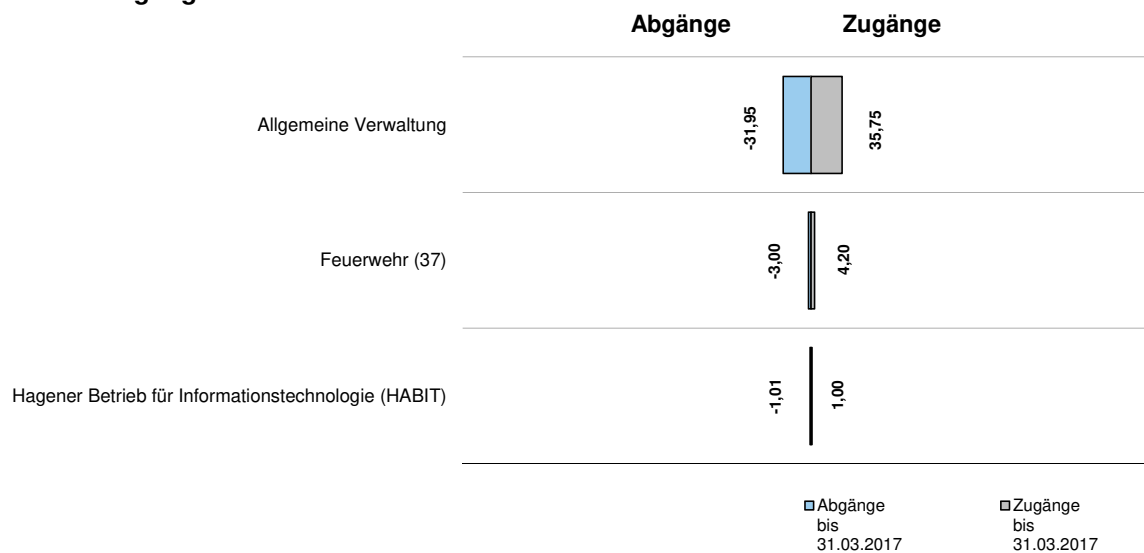 Abgänge Zugänge
Allgemeine Verwaltung
-31,95
35,75
Feuerwehr (37)
-3,00
4,20
Hagener Betrieb für Informationstechnologie (HABIT)
-1,01
1,00
Abgänge
bis
31.03.2017
Zugänge
bis
31.03.2017